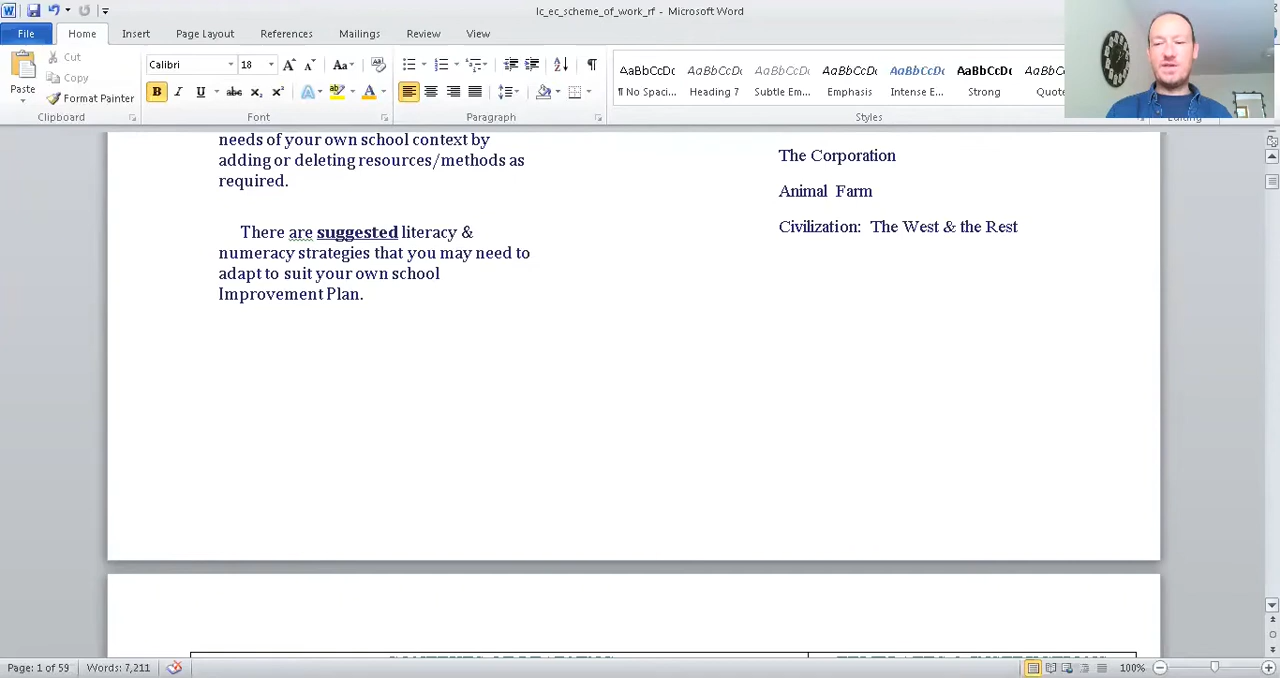 lc_ec_scheme_of_work_rf - Microsoft Word
File Home Insert Page Layout References Mailings Review View
Paste
Cut
Copy
Format Painter
Clipboard
Calibri 18
Font
Paragraph
AaBbCcDc AaBbCcDc AaBbCcDc AaBbCcDc AaBbCcDc AaBbCcDc
¶ No Spaci... Heading 7 Subtle Em... Emphasis Intense E... Strong Quote
Styles
needs of your own school context by
adding or deleting resources/methods as
required.
There are suggested literacy &
numeracy strategies that you may need to
adapt to suit your own school
Improvement Plan.
The Corporation
Animal Farm
Civilization: The West & the Rest
Page: 1 of 59 Words: 7,211 100%